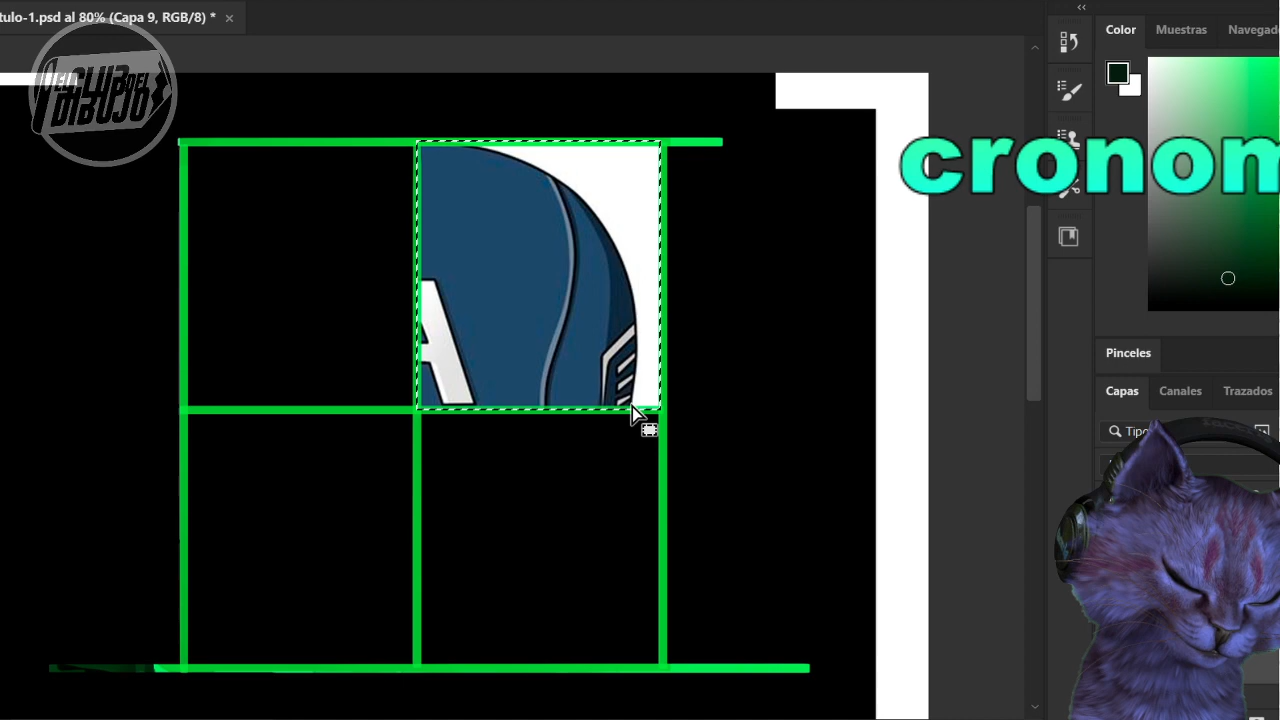 tulo-1.psd al 80% (Capa 9, RGB/8) * ×
EL CLUB DEL
DIBUJO
Color Muestras Navegad
cronom
A
Pinceles
Capas Canales Trazados
Tipo